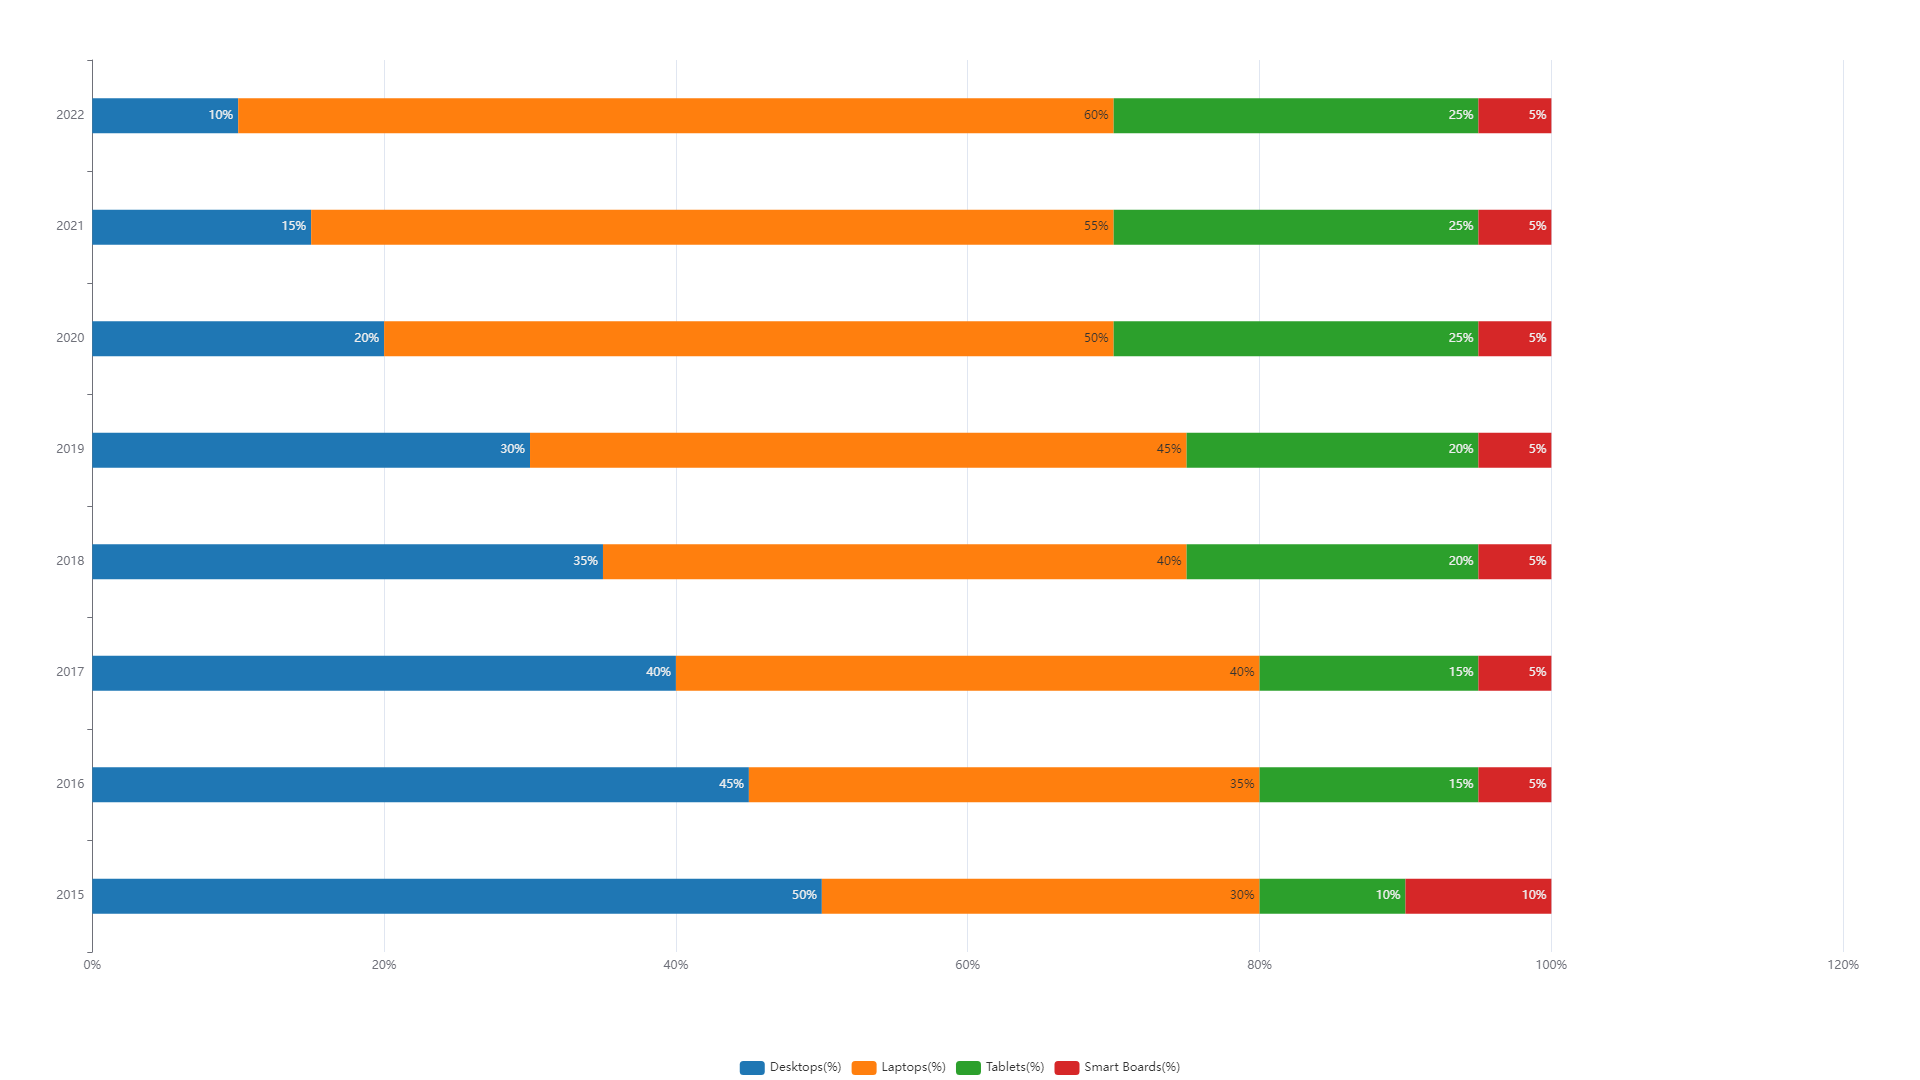 2022 10% 60% 25% 5%
2021 15% 55% 25% 5%
2020 20% 50% 25% 5%
2019 30% 45% 20% 5%
2018 35% 40% 20% 5%
2017 40% 40% 15% 5%
2016 45% 35% 15% 5%
2015 50% 30% 10% 10%
0% 20% 40% 60% 80% 100% 120%
Desktops(%) Laptops(%) Tablets(%) Smart Boards(%)